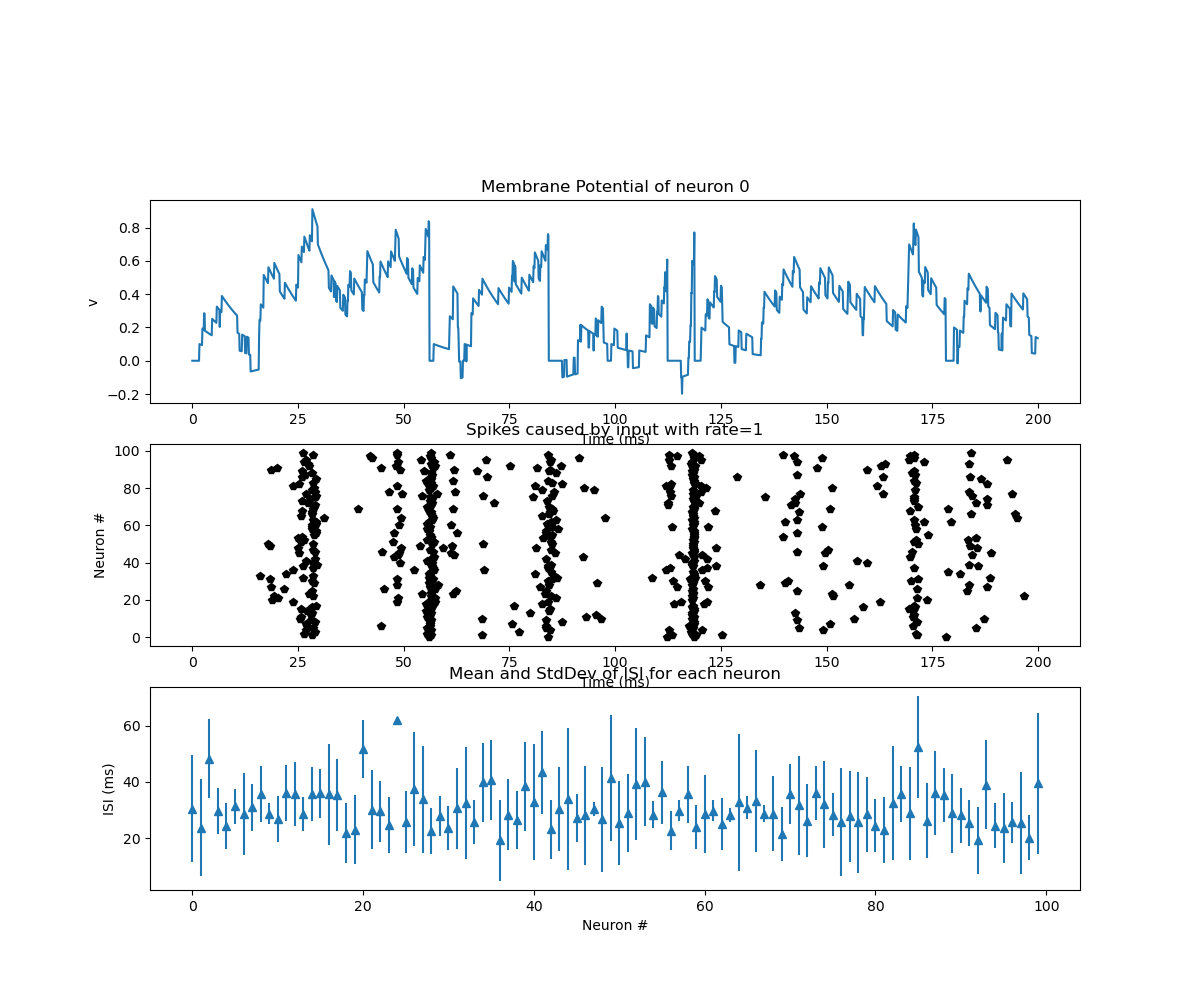 Membrane Potential of neuron 0
v
0.8
0.6
0.4
0.2
0.0
−0.2
0 25 50 75 100 125 150 175 200
Time (ms)
Spikes caused by input with rate=1
Neuron #
100
80
60
40
20
0
0 25 50 75 100 125 150 175 200
Time (ms)
Mean and StdDev of ISI for each neuron
ISI (ms)
60
40
20
0 20 40 60 80 100
Neuron #